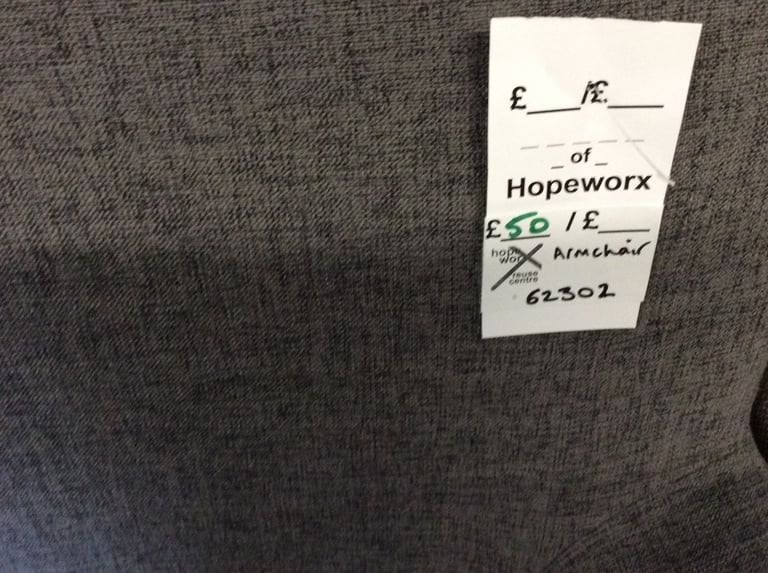 £___/£.___
_ of _
Hopeworx
£50 / £___
hope
worx
Armchair
reuse
centre
62302